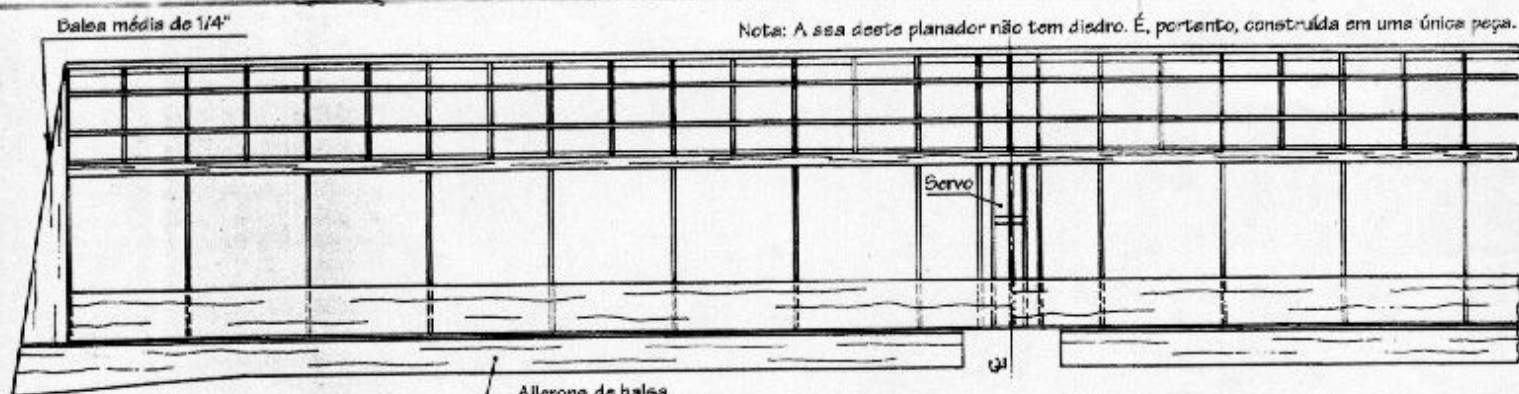 Balsa média de 1/4"
Nota: A asa deste planador não tem diedro. É, portanto, construída em uma única peça.
Servo
Ailerons de balsa